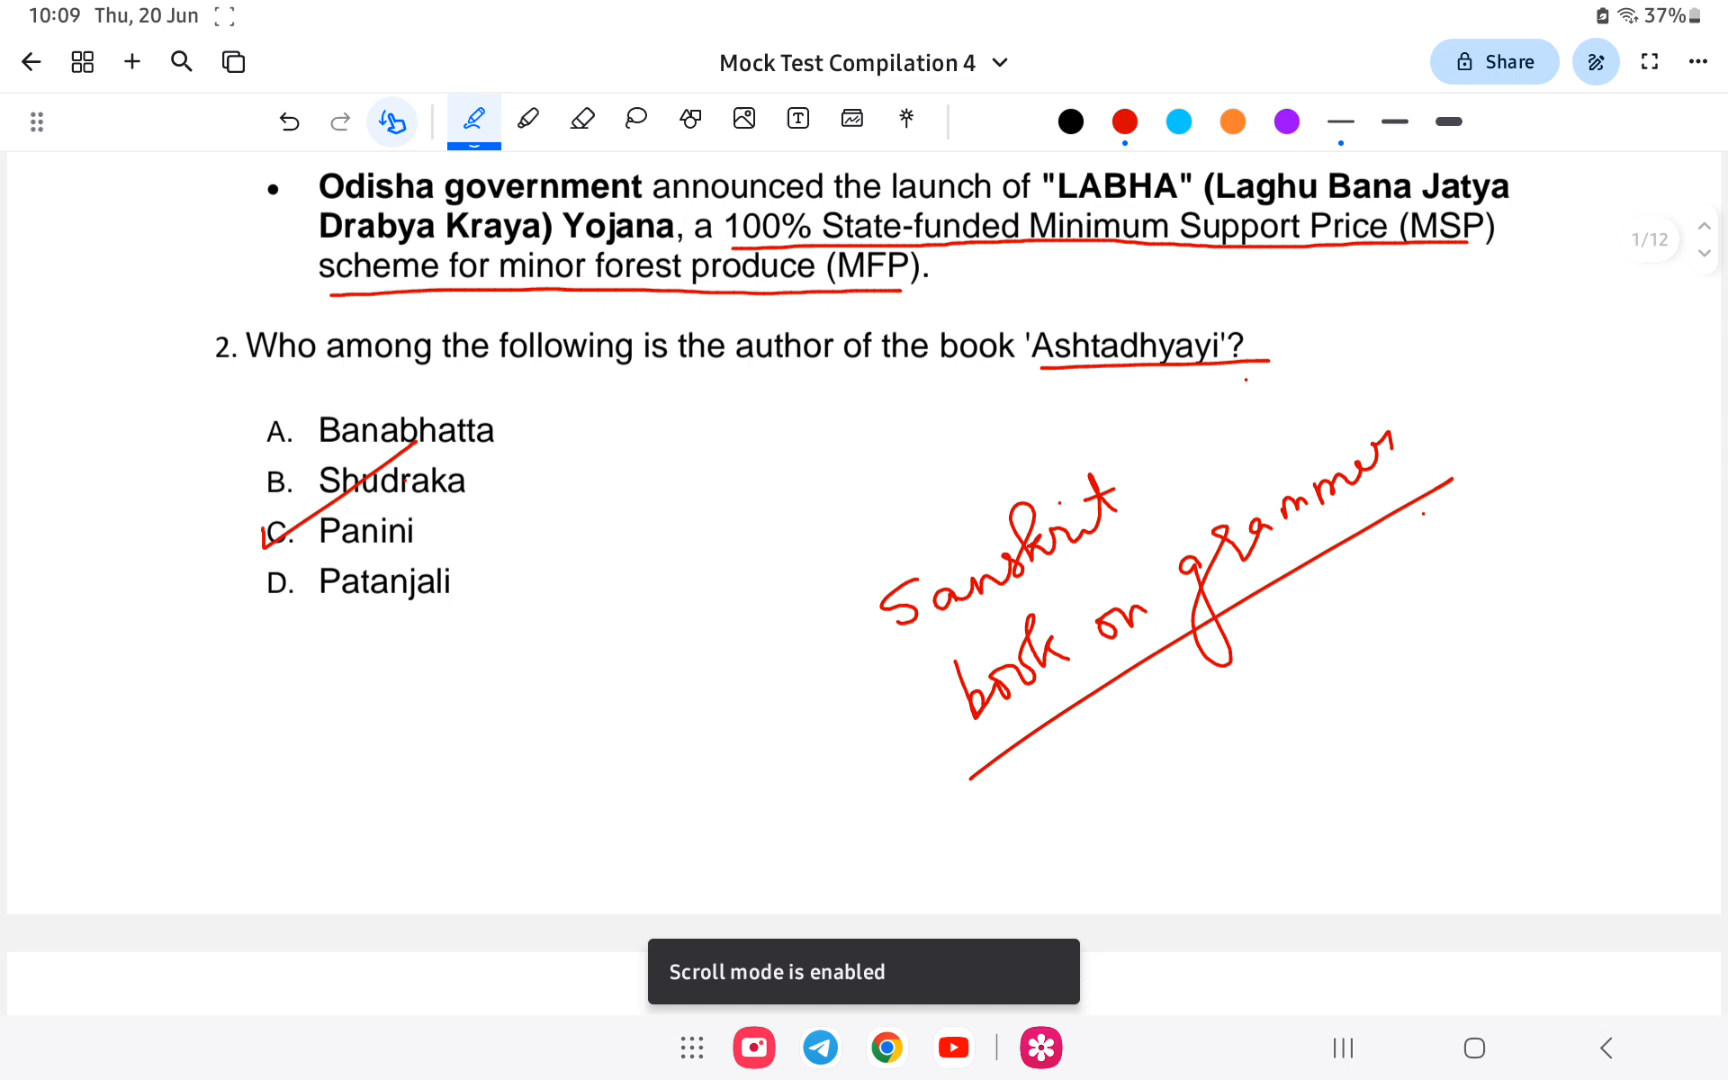 10:09 Thu, 20 Jun
37%
Mock Test Compilation 4
Share
1/12
• Odisha government announced the launch of "LABHA" (Laghu Bana Jatya
Drabya Kraya) Yojana, a 100% State-funded Minimum Support Price (MSP)
scheme for minor forest produce (MFP).
2. Who among the following is the author of the book 'Ashtadhyayi'?
A. Banabhatta
B. Shudraka
C. Panini
D. Patanjali
Sanskrit
book on grammer
Scroll mode is enabled